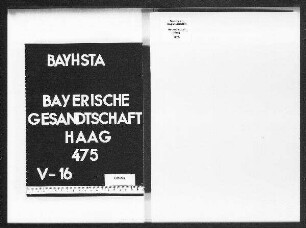 BAYHSTA
BAYERISCHE
GESANDTSCHAFT
HAAG
475
V-16